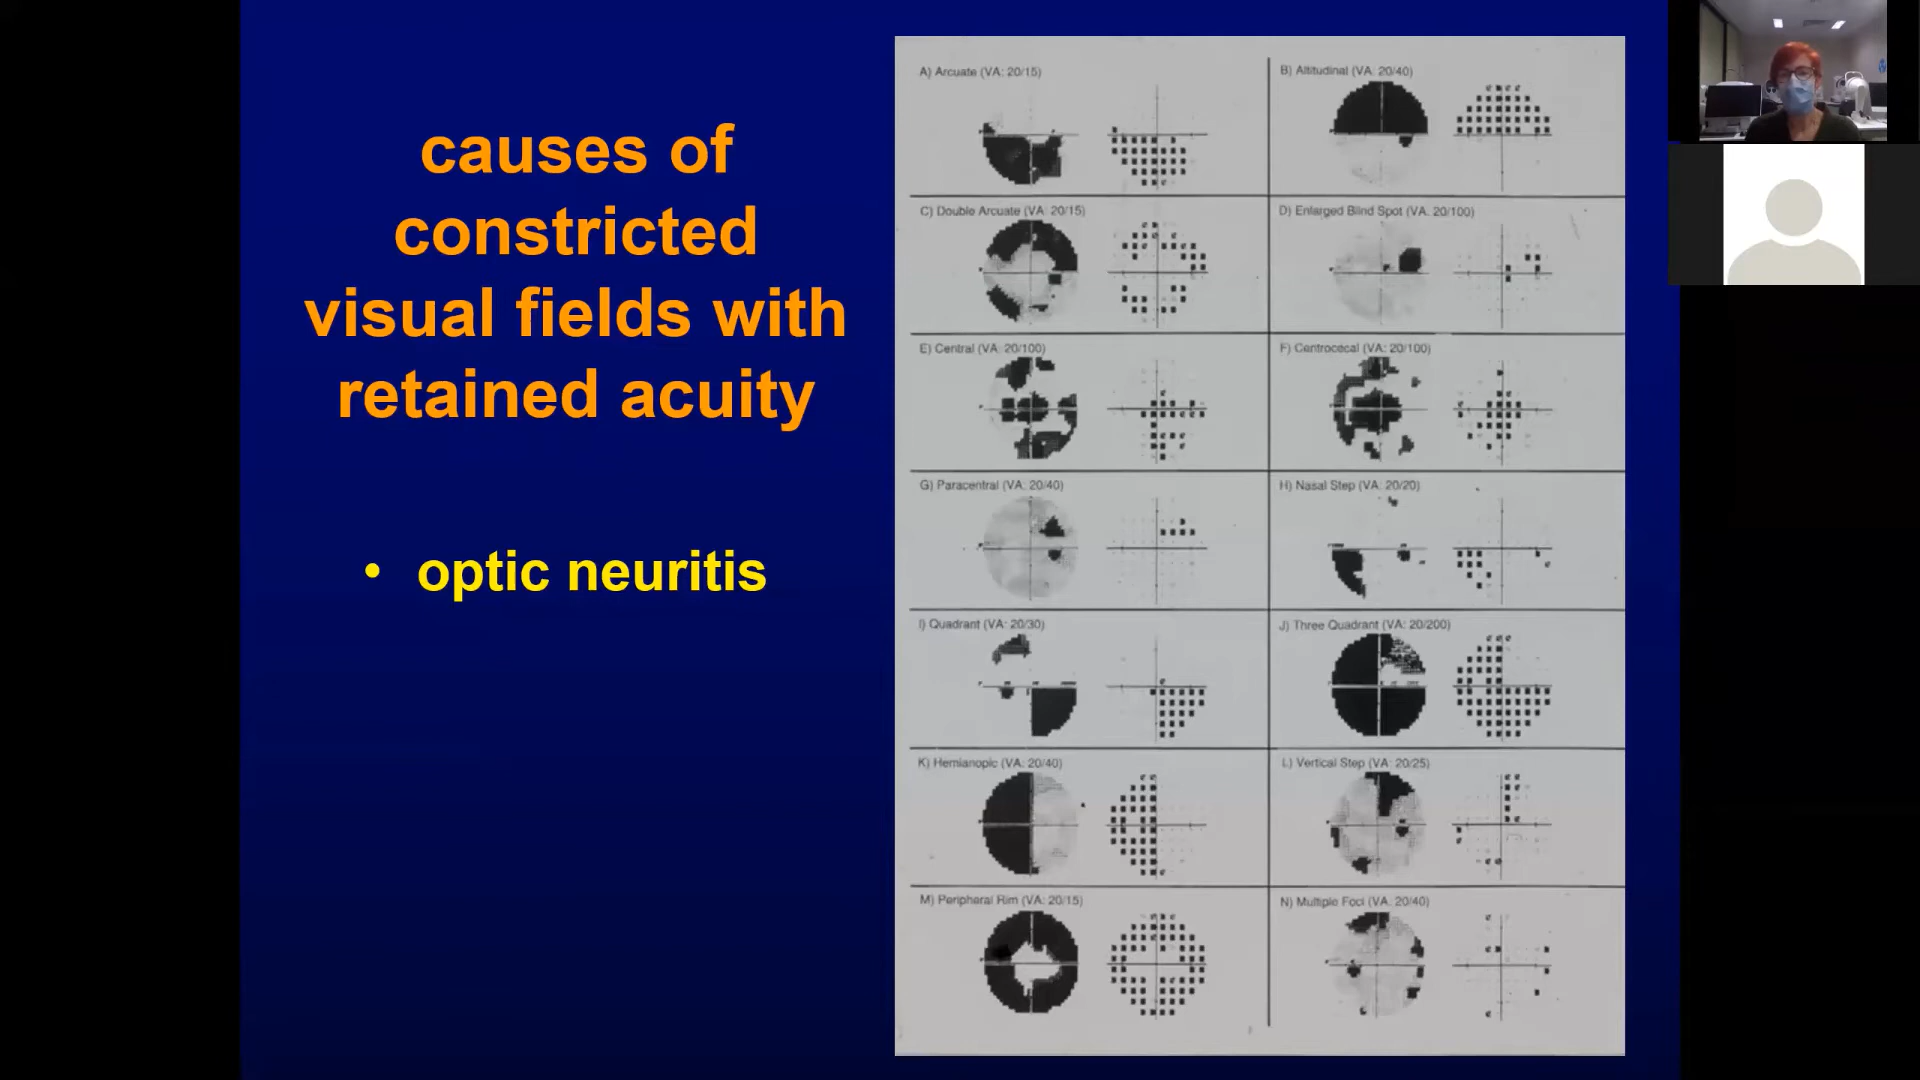 causes of
constricted
visual fields with
retained acuity
• optic neuritis
A) Arcuate (VA: 20/15)
B) Altitudinal (VA: 20/40)
C) Double Arcuate (VA: 20/15)
D) Enlarged Blind Spot (VA: 20/100)
E) Central (VA: 20/100)
F) Centrocecal (VA: 20/100)
G) Paracentral (VA: 20/40)
H) Nasal Step (VA: 20/20)
I) Quadrant (VA: 20/30)
J) Three Quadrant (VA: 20/200)
K) Hemianopic (VA: 20/40)
L) Vertical Step (VA: 20/25)
M) Peripheral Rim (VA: 20/15)
N) Multiple Foci (VA: 20/40)